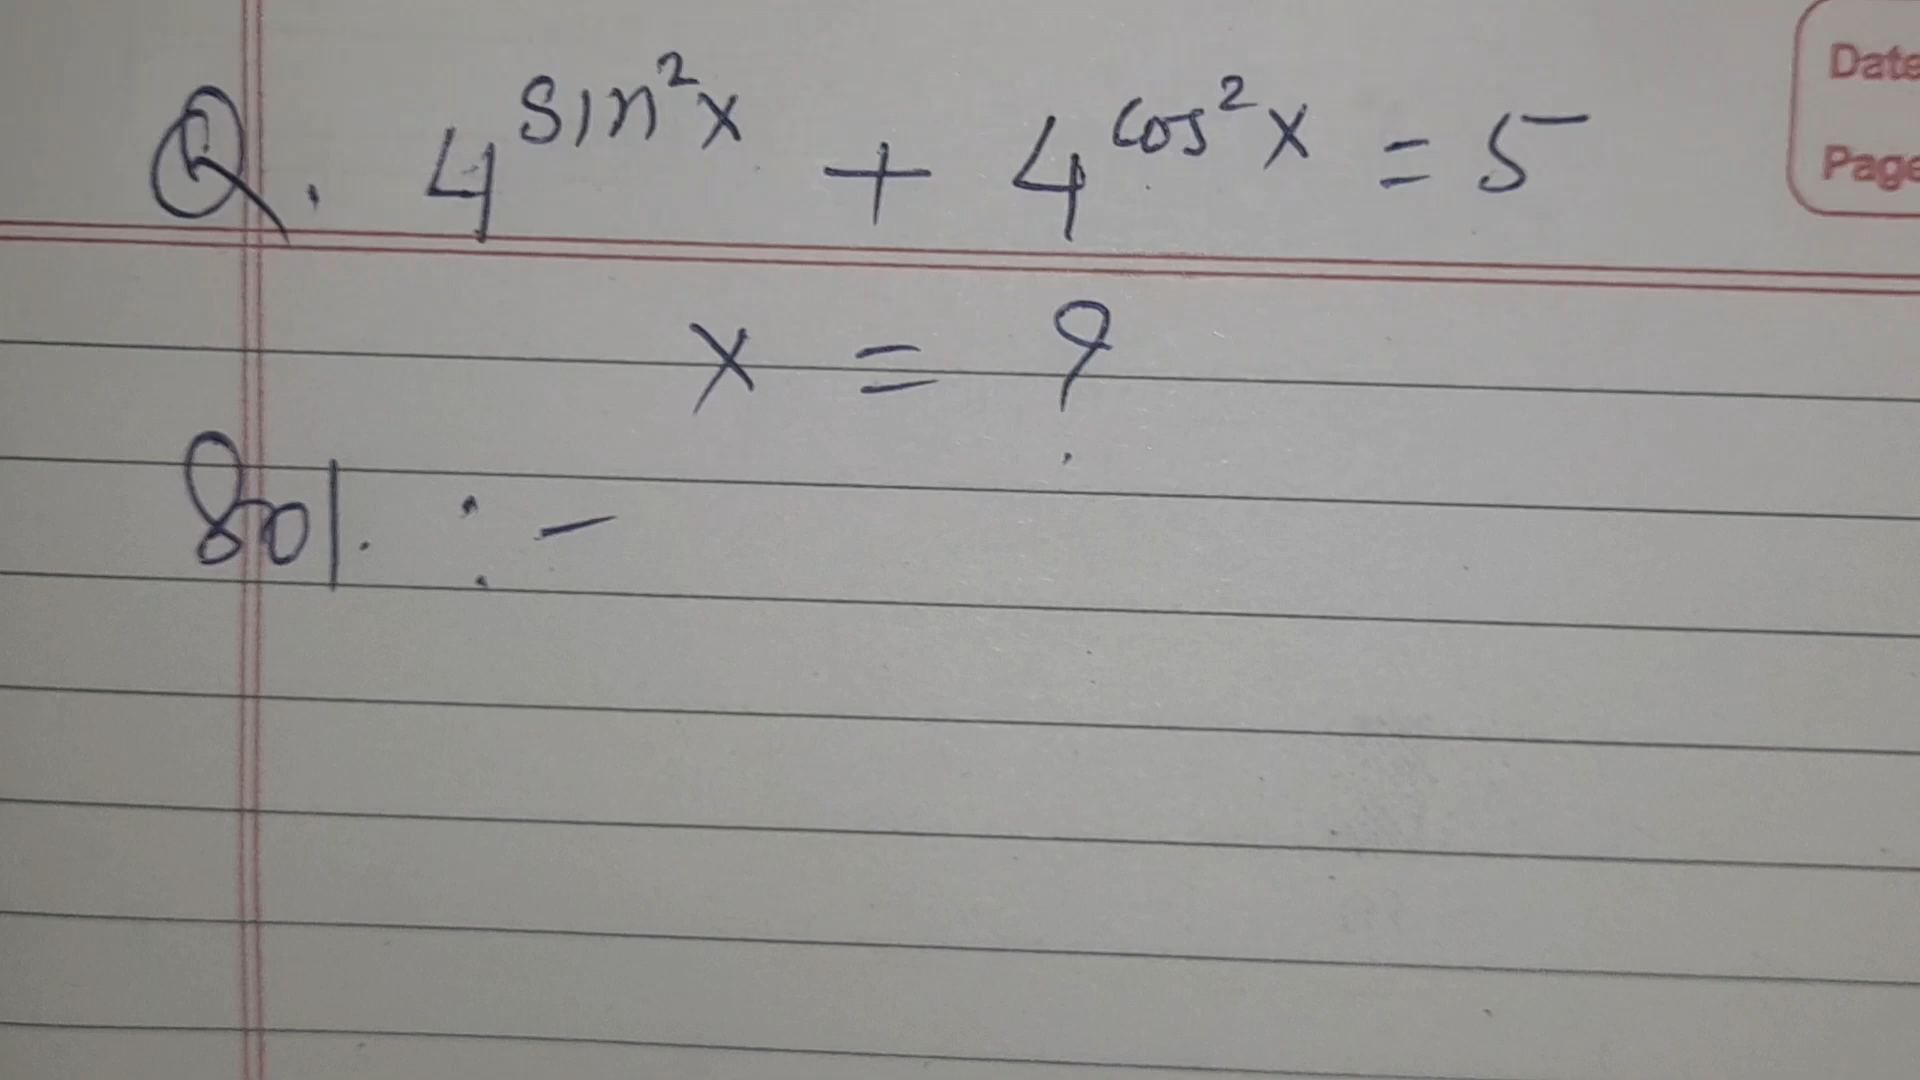 Q. 4^sin²x + 4^cos²x = 5
Date
Page
x = ?
Sol. :-